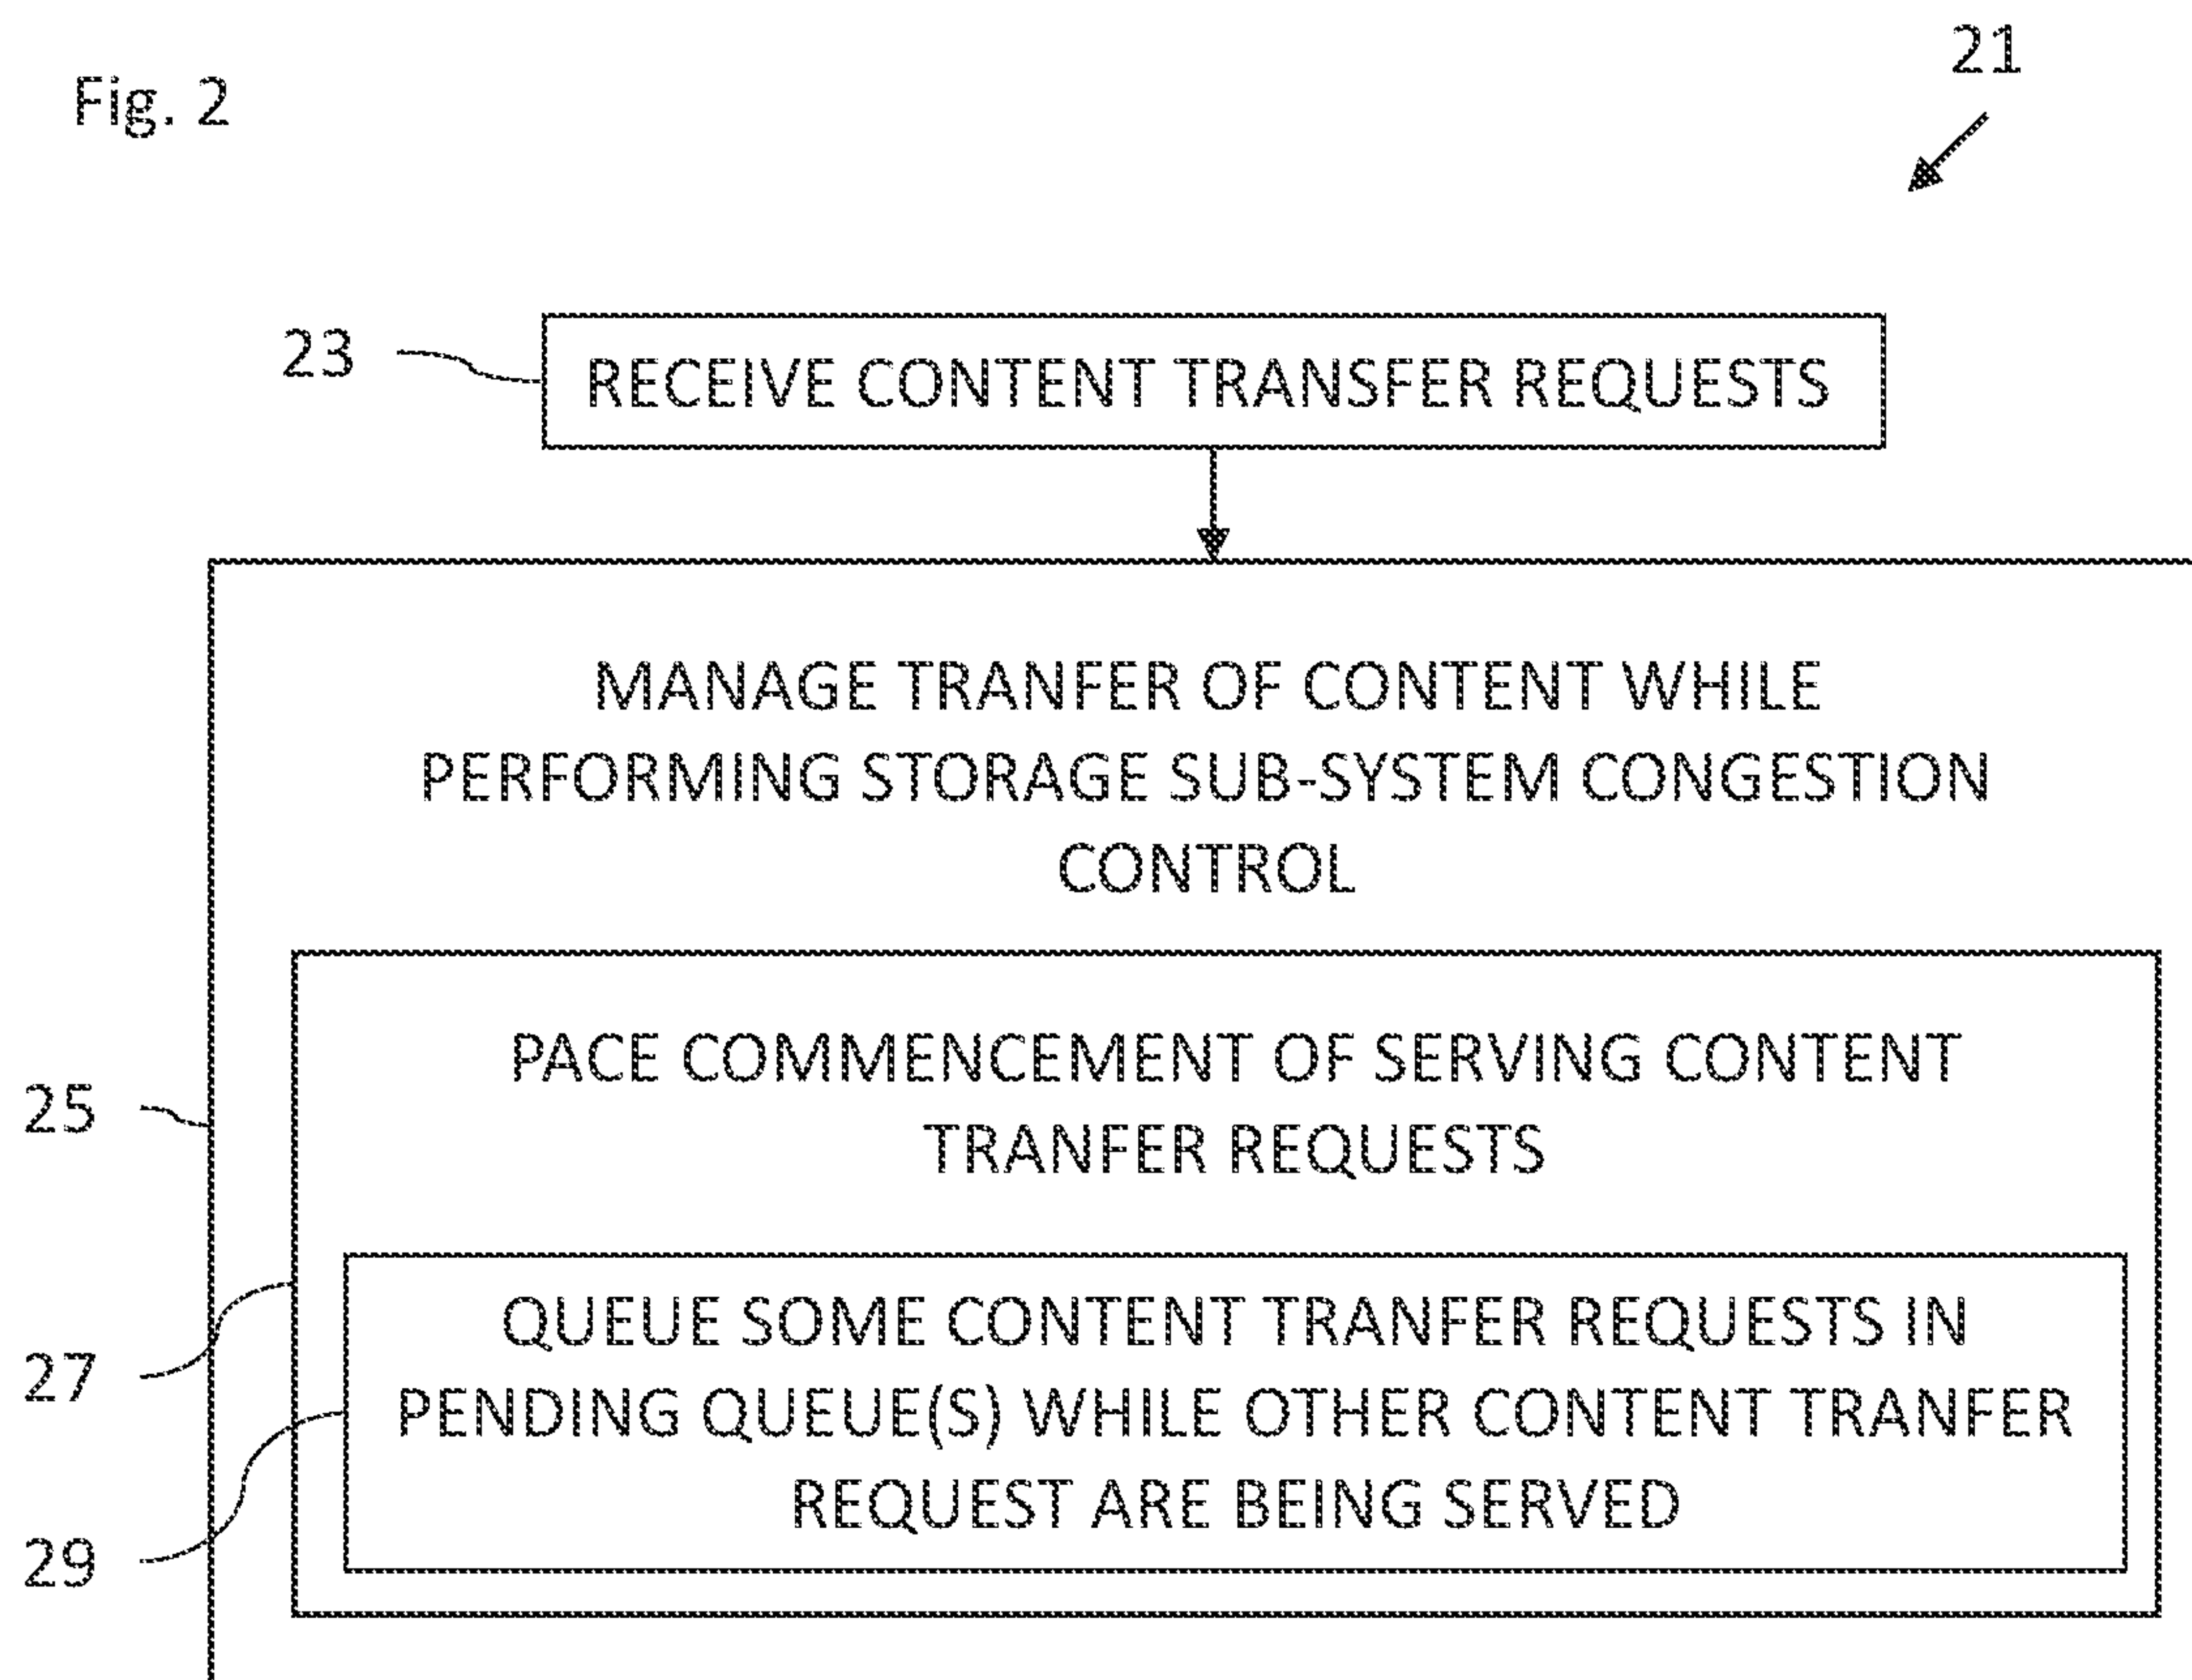 Fig. 2
21
23
RECEIVE CONTENT TRANSFER REQUESTS
MANAGE TRANFER OF CONTENT WHILE
PERFORMING STORAGE SUB-SYSTEM CONGESTION
CONTROL
25
PACE COMMENCEMENT OF SERVING CONTENT
TRANFER REQUESTS
27
QUEUE SOME CONTENT TRANFER REQUESTS IN
PENDING QUEUE(S) WHILE OTHER CONTENT TRANFER
REQUEST ARE BEING SERVED
29